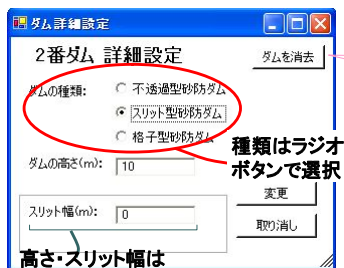 ダム詳細設定
2番ダム 詳細設定
ダムを消去
ダムの種類:
不透過型砂防ダム
スリット型砂防ダム
格子型砂防ダム
種類はラジオ
ボタンで選択
ダムの高さ(m):
10
変更
スリット幅(m):
0
取り消し
高さ・スリット幅は